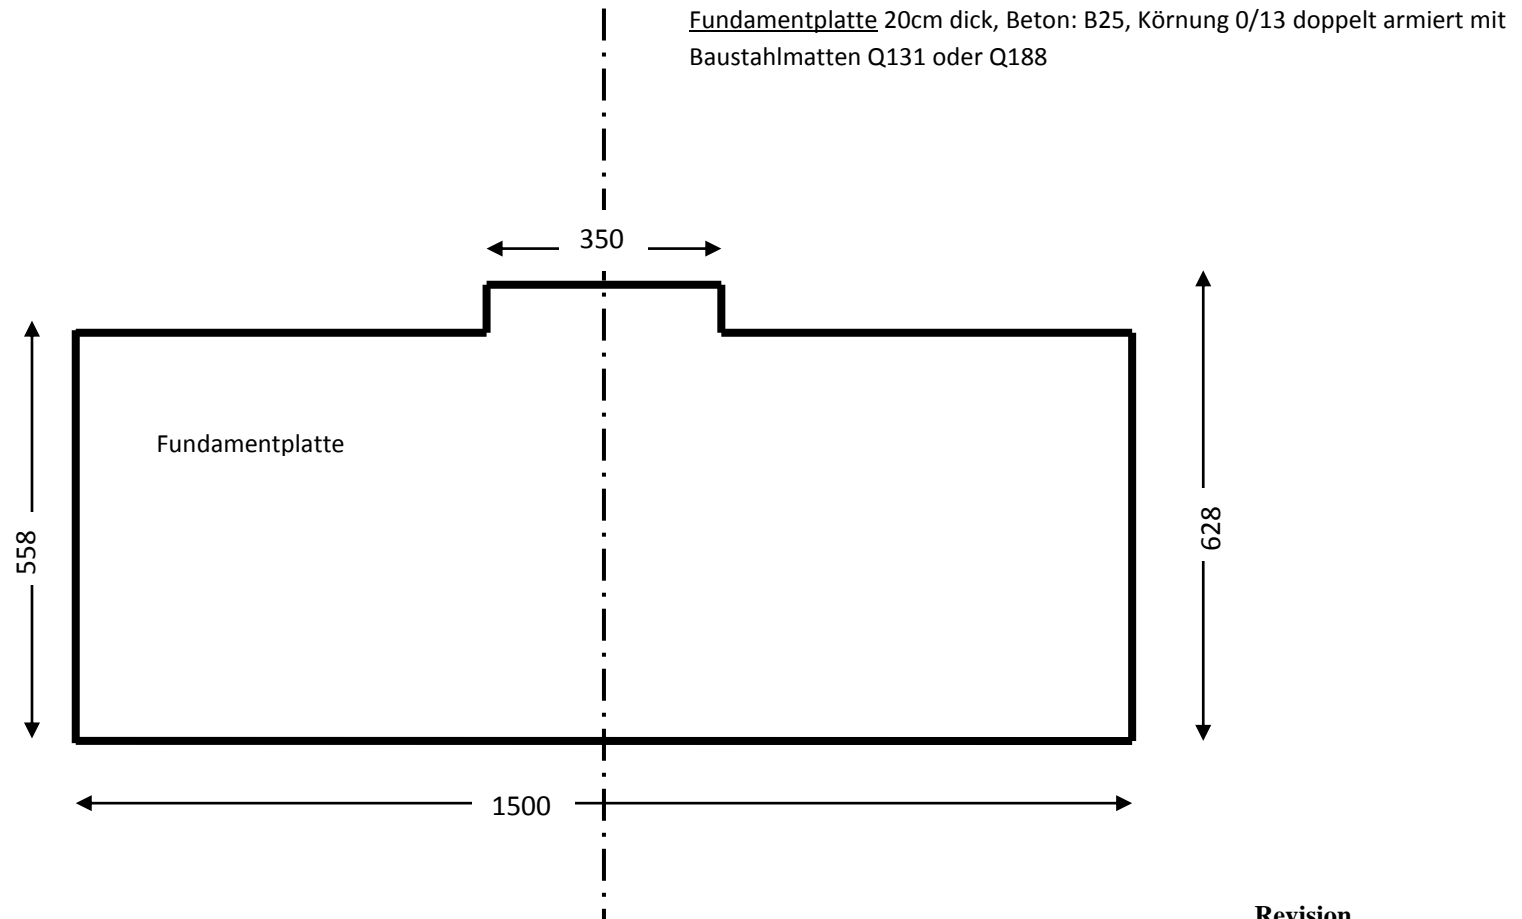 Fundamentplatte 20cm dick, Beton: B25, Körnung 0/13 doppelt armiert mit
Baustahlmatten Q131 oder Q188
350
Fundamentplatte
558
628
1500
Revision